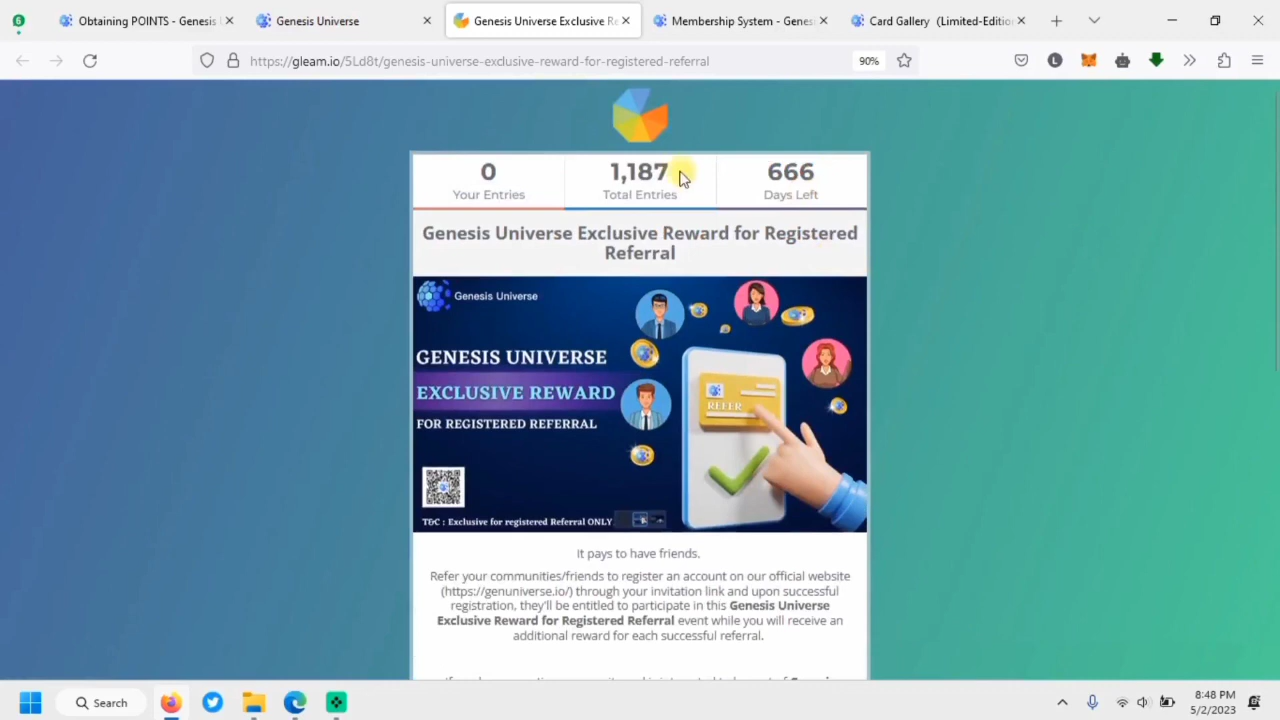 6
Obtaining POINTS - Genesis
Genesis Universe
Genesis Universe Exclusive Re
Membership System - Genes
Card Gallery (Limited-Edition
https://gleam.io/5Ld8t/genesis-universe-exclusive-reward-for-registered-referral
90%
L
0
Your Entries
1,187
Total Entries
666
Days Left
Genesis Universe Exclusive Reward for Registered
Referral
Genesis Universe
GENESIS UNIVERSE
EXCLUSIVE REWARD
FOR REGISTERED REFERRAL
REFER
T&C : Exclusive for registered Referral ONLY
It pays to have friends.
Refer your communities/friends to register an account on our official website
(https://genuniverse.io/) through your invitation link and upon successful
registration, they'll be entitled to participate in this Genesis Universe
Exclusive Reward for Registered Referral event while you will receive an
additional reward for each successful referral.
Search
8:48 PM
5/2/2023